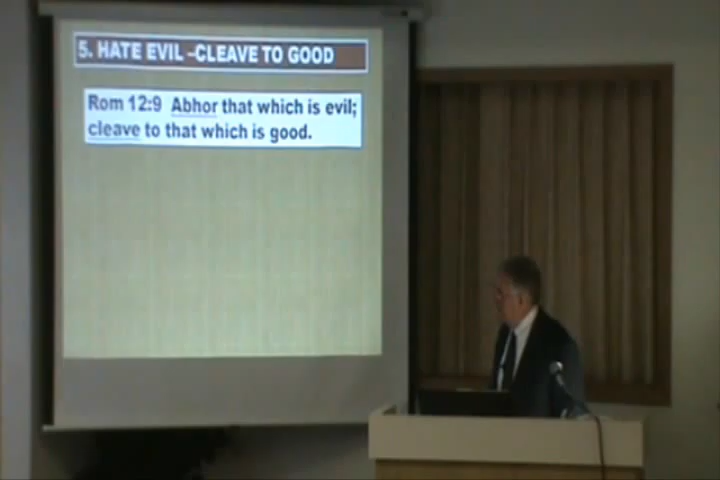 5. HATE EVIL –CLEAVE TO GOOD
Rom 12:9 Abhor that which is evil;
cleave to that which is good.